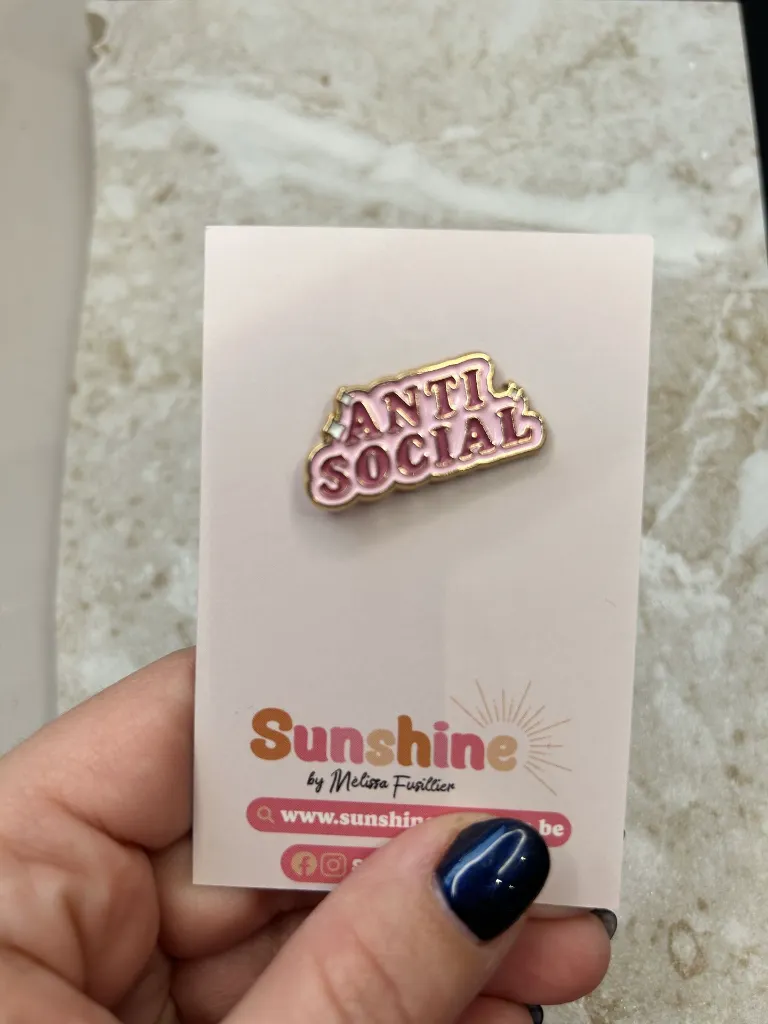 ANTI
SOCIAL
Sunshine
by Mélissa Fusillier